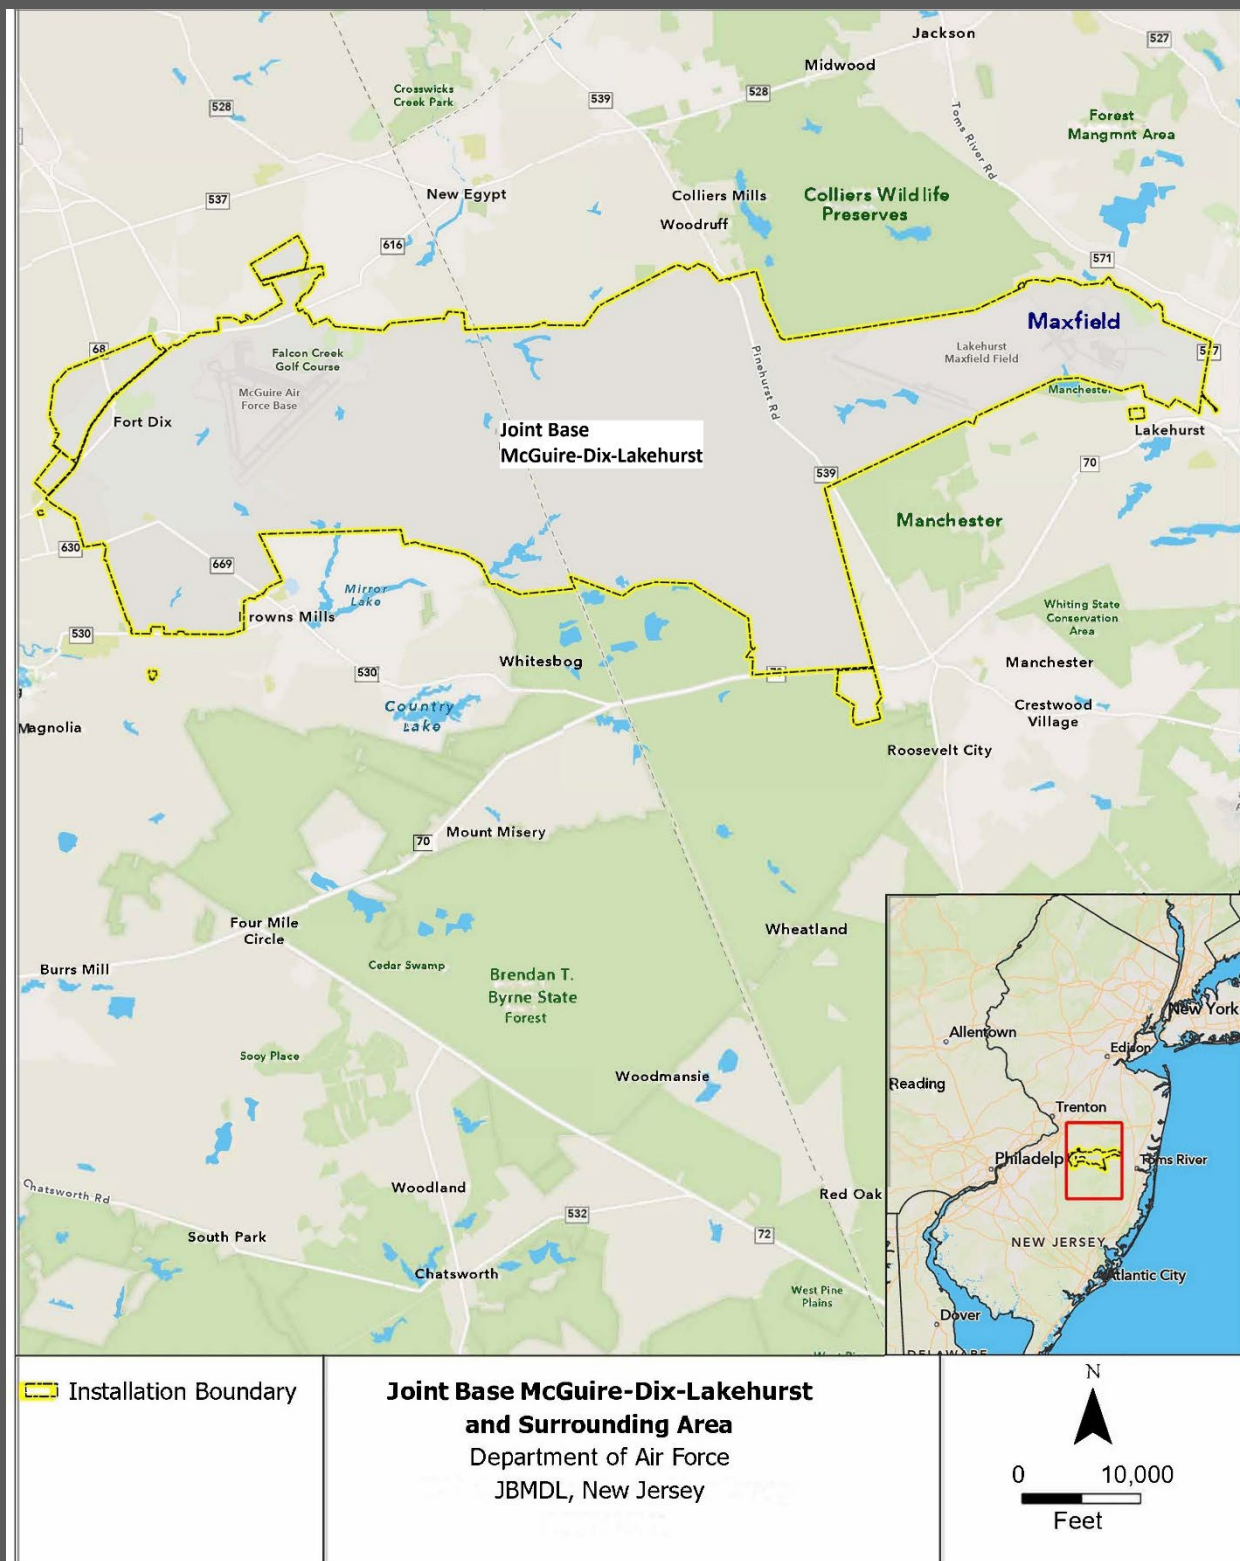 Jackson
527
Midwood
Crosswicks
Creek Park
528
539
528
Toms River Rd
Forest
Mangmnt Area
537
New Egypt
Colliers Mills
Colliers Wildlife
Preserves
Woodruff
616
571
Maxfield
68
Falcon Creek
Golf Course
Lakehurst
Maxfield Field
Pinehurst Rd
McGuire Air
Force Base
Manchester
Fort Dix
Joint Base
McGuire-Dix-Lakehurst
Lakehurst
70
539
Manchester
630
669
Mirror
Lake
Whiting State
Conservation
Area
530
Whitesbog
Manchester
530
Country
Lake
Crestwood
Village
Roosevelt City
70
Mount Misery
Four Mile
Circle
Wheatland
Burrs Mill
Cedar Swamp
Brendan T.
Byrne State
Forest
Sooy Place
Woodmansie
Chatsworth Rd
Woodland
Red Oak
532
South Park
72
Chatsworth
West Pine
Plains
New York
Allentown
Edison
Reading
Trenton
Philadelp
Toms River
NEW JERSEY
Atlantic City
Dover
DELAWARE
Installation Boundary
Joint Base McGuire-Dix-Lakehurst
and Surrounding Area
Department of Air Force
JBMDL, New Jersey
N
0 10,000
Feet